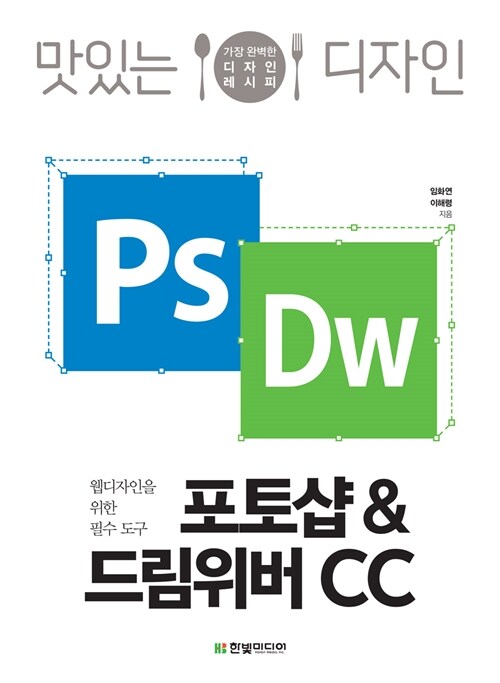 맛있는
가장 완벽한
디자인
레시피
디자인
임화연
이해령
지음
Ps
Dw
웹디자인을
위한
필수 도구
포토샵 &
드림위버 CC
HB 한빛미디어